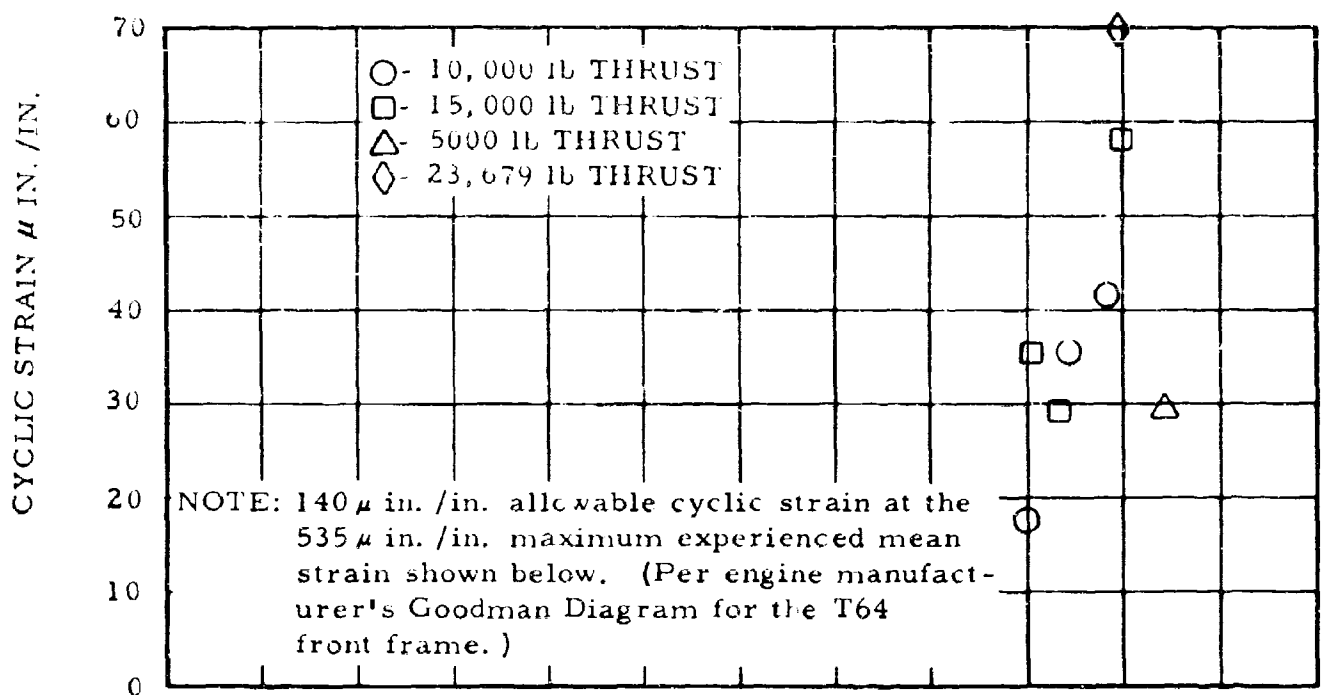 CYCLIC STRAIN μ IN. /IN.
70
60
50
40
30
20
10
0
○- 10,000 lb THRUST
□- 15,000 lb THRUST
△- 5000 lb THRUST
◊- 23,679 lb THRUST
NOTE: 140 μ in. /in. allowable cyclic strain at the
535 μ in. /in. maximum experienced mean
strain shown below. (Per engine manufact-
urer's Goodman Diagram for the T64
front frame. )